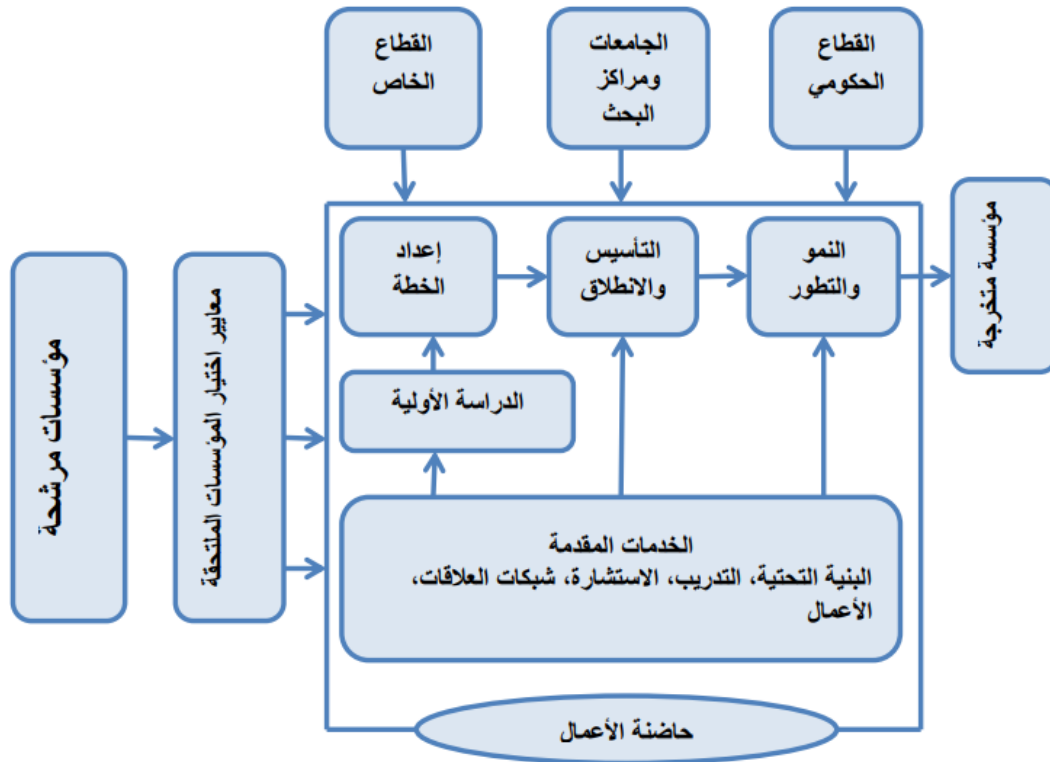 القطاع
الخاص
الجامعات
ومراكز
البحث
القطاع
الحكومي
مؤسسات مرشحة
معايير اختيار المؤسسات الملتحقة
إعداد
الخطة
التأسيس
والانطلاق
النمو
والتطور
مؤسسة متخرجة
الدراسة الأولية
الخدمات المقدمة
البنية التحتية، التدريب، الاستشارة، شبكات العلاقات،
الأعمال
حاضنة الأعمال